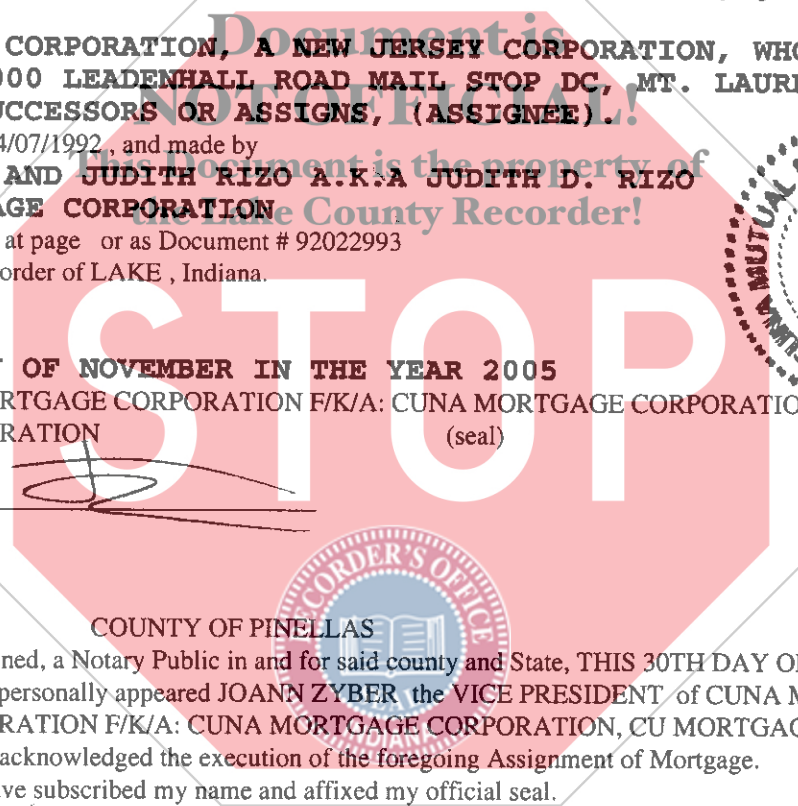 CORPORATION, A NEW JERSEY CORPORATION, WHO
Document is
000 LEADENHALL ROAD MAIL STOP DC, MT. LAURE
NOT OFFICIAL!
UCCESSORS OR ASSIGNS, (ASSIGNEE).
4/07/1992 , and made by
This Document is the property of
AND JUDITH RIZO A.K.A JUDITH D. RIZO
AGE CORPORATION
the Lake County Recorder!
at page or as Document # 92022993
order of LAKE , Indiana.
UNA MUTUAL
STOP
OF NOVEMBER IN THE YEAR 2005
RTGAGE CORPORATION F/K/A: CUNA MORTGAGE CORPORATIO
RATION (seal)
RECORDER'S OFFICE
INDIANA
COUNTY OF PINELLAS
ned, a Notary Public in and for said county and State, THIS 30TH DAY O
personally appeared JOANN ZYBER the VICE PRESIDENT of CUNA M
RATION F/K/A: CUNA MORTGAGE CORPORATION, CU MORTGAG
acknowledged the execution of the foregoing Assignment of Mortgage.
ve subscribed my name and affixed my official seal.